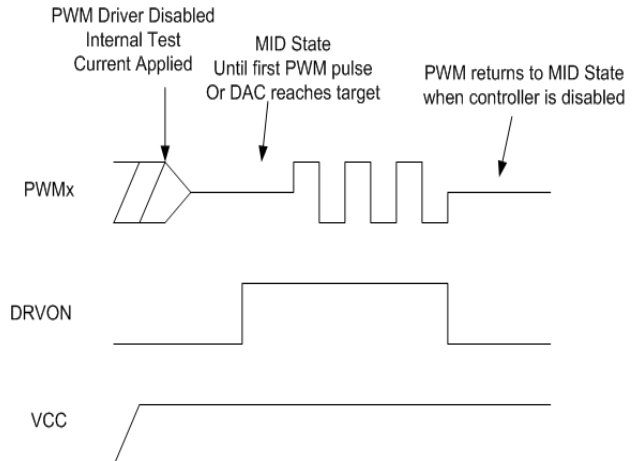 PWM Driver Disabled
Internal Test
Current Applied
MID State
Until first PWM pulse
Or DAC reaches target
PWM returns to MID State
when controller is disabled
PWMx
DRVON
VCC